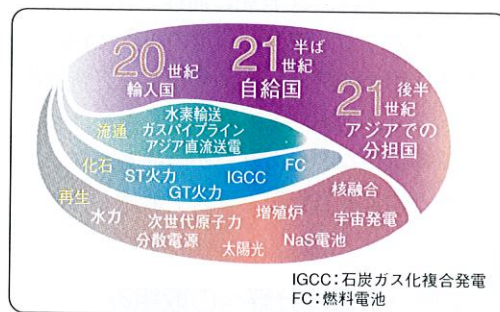 20世紀
輸入国
21半ば世紀
自給国
21後半世紀
アジアでの
分担国
流通
水素輸送
ガスパイプライン
アジア直流送電
化石
ST火力
GT火力
IGCC
FC
再生
水力
次世代原子力
分散電源
太陽光
増殖炉
NaS電池
核融合
宇宙発電
IGCC:石炭ガス化複合発電
FC:燃料電池